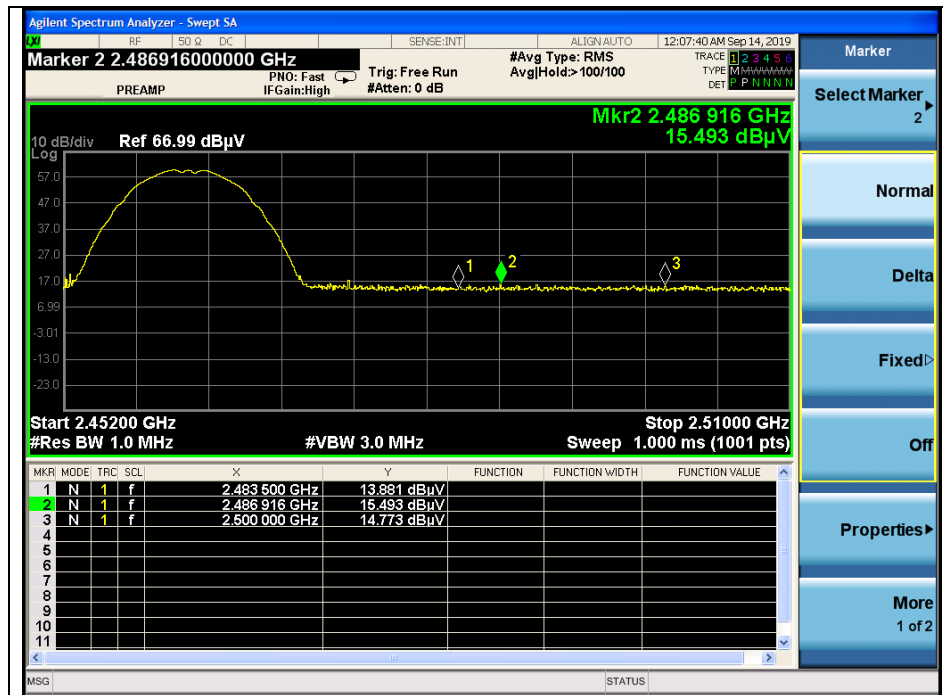 Agilent Spectrum Analyzer - Swept SA
LXI RF 50 Ω DC SENSE:INT ALIGNAUTO 12:07:40 AM Sep 14, 2019
Marker 2 2.486916000000 GHz
PREAMP
PNO: Fast
IFGain:High
Trig: Free Run
#Atten: 0 dB
#Avg Type: RMS
Avg|Hold:>100/100
TRACE 1 2 3 4 5 6
TYPE MMWWWW
DET P P N N N N
Mkr2 2.486 916 GHz
15.493 dBµV
10 dB/div Ref 66.99 dBµV
Log
57.0
47.0
37.0
27.0
17.0
6.99
-3.01
-13.0
-23.0
1
2
3
Start 2.45200 GHz Stop 2.51000 GHz
#Res BW 1.0 MHz #VBW 3.0 MHz Sweep 1.000 ms (1001 pts)
MKR MODE TRC SCL X Y FUNCTION FUNCTION WIDTH FUNCTION VALUE
1 N 1 f 2.483 500 GHz 13.881 dBµV
2 N 1 f 2.486 916 GHz 15.493 dBµV
3 N 1 f 2.500 000 GHz 14.773 dBµV
4
5
6
7
8
9
10
11
MSG STATUS
Marker
Select Marker
2
Normal
Delta
Fixed
Off
Properties
More
1 of 2